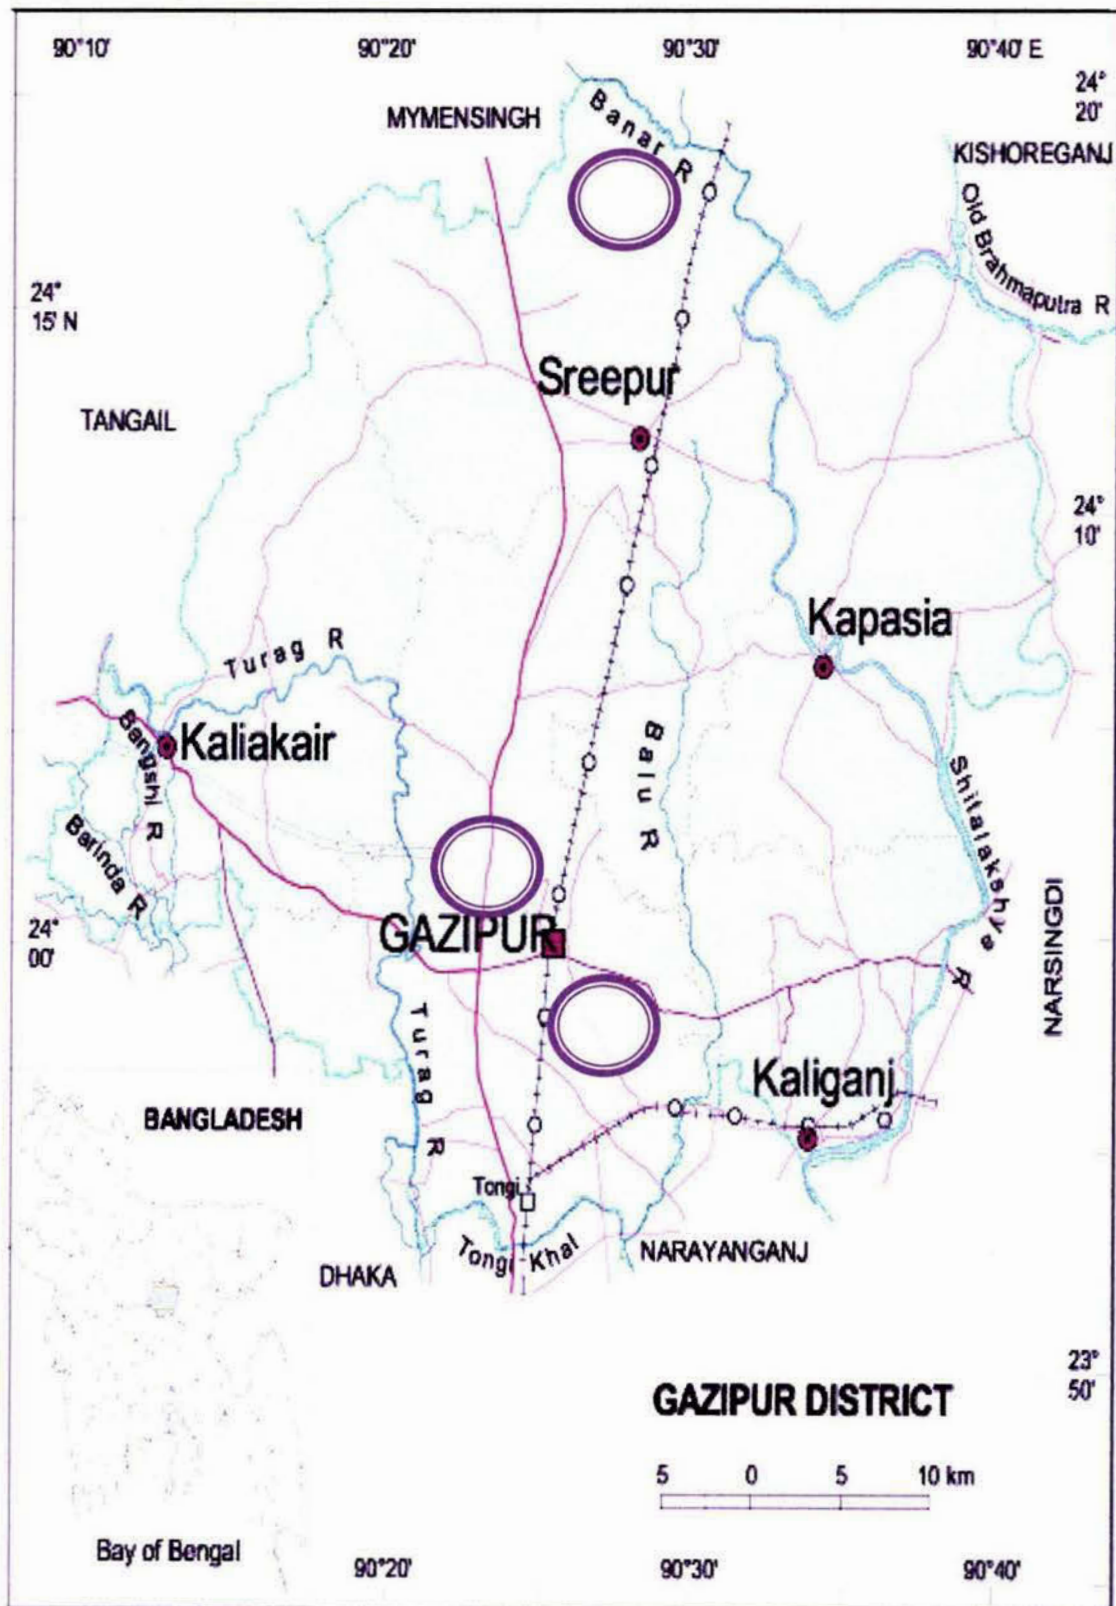 90°10'
90°20'
90°30'
90°40' E
24°
20'
MYMENSINGH
Banar R
KISHOREGANJ
Old Brahmaputra R
24°
15' N
Sreepur
TANGAIL
24°
10'
Kapasia
Turag R
Bangshi R
Kaliakair
Balu R
Shitalakshya R
Barinda R
24°
00'
GAZIPUR
NARSINGDI
Turag R
Kaliganj
BANGLADESH
Tongi
Tongi Khal
NARAYANGANJ
DHAKA
23°
50'
GAZIPUR DISTRICT
5 0 5 10 km
Bay of Bengal
90°20'
90°30'
90°40'